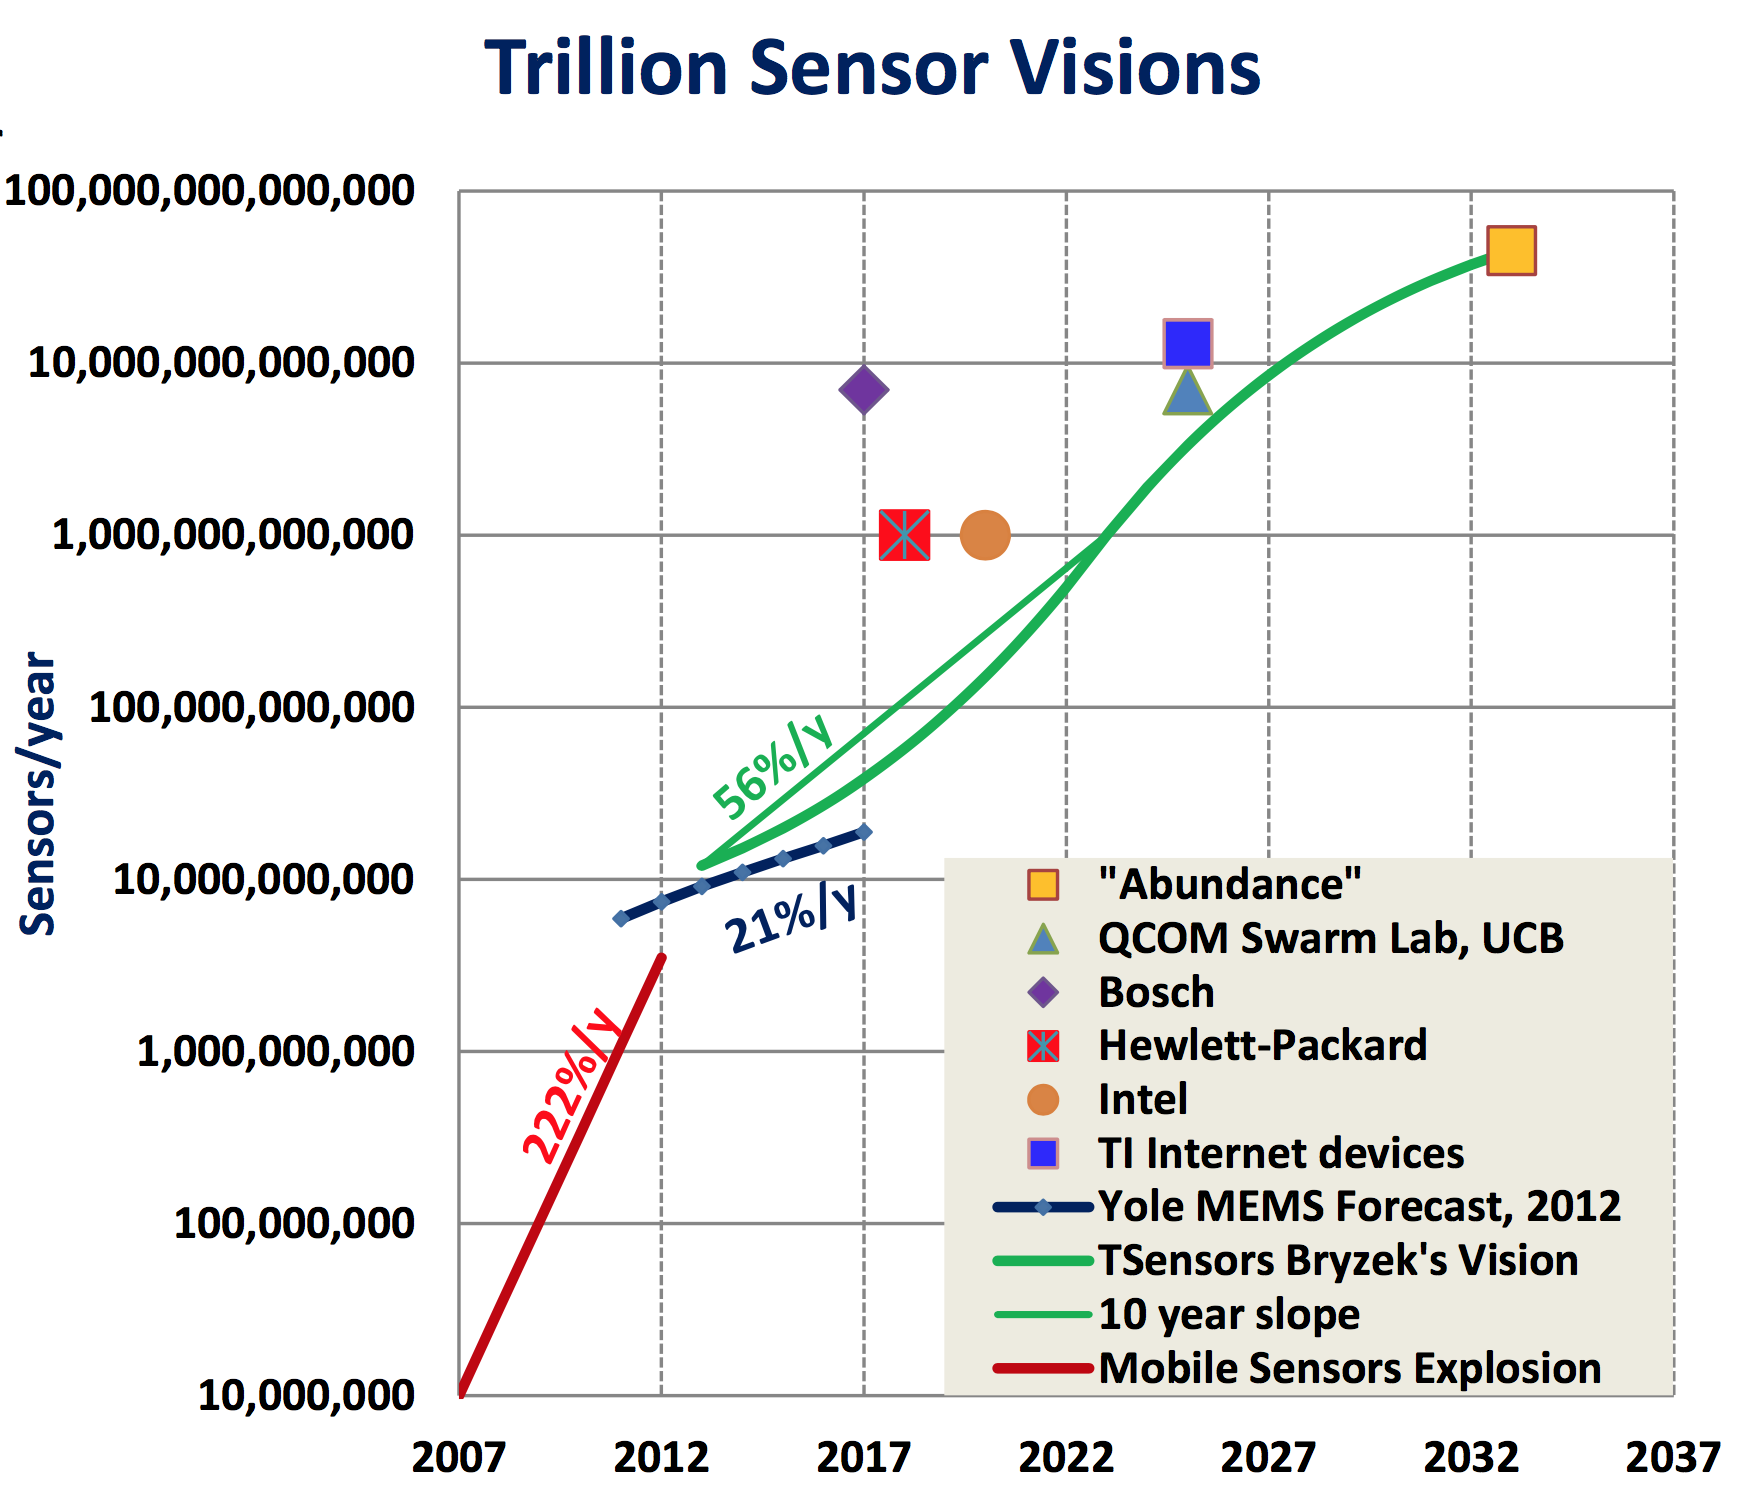 Trillion Sensor Visions
100,000,000,000,000
10,000,000,000,000
1,000,000,000,000
100,000,000,000
10,000,000,000
1,000,000,000
100,000,000
10,000,000
Sensors/year
2007 2012 2017 2022 2027 2032 2037
56%/y
21%/y
222%/y
"Abundance"
QCOM Swarm Lab, UCB
Bosch
Hewlett-Packard
Intel
TI Internet devices
Yole MEMS Forecast, 2012
TSensors Bryzek's Vision
10 year slope
Mobile Sensors Explosion